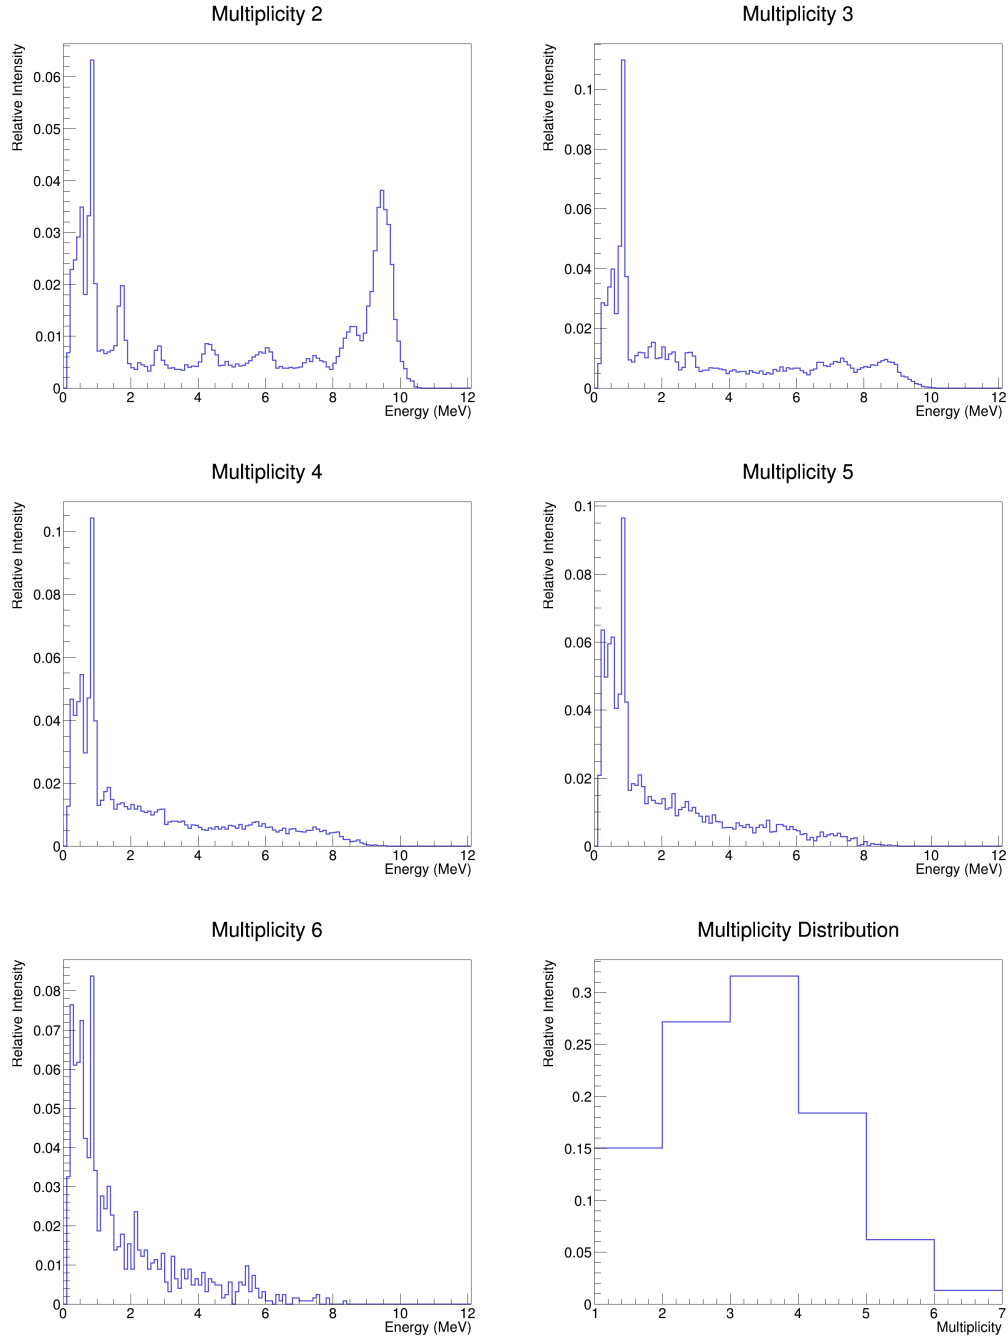 Multiplicity 2
Relative Intensity
0.06
0.05
0.04
0.03
0.02
0.01
0
0 2 4 6 8 10 12
Energy (MeV)
Multiplicity 3
Relative Intensity
0.1
0.08
0.06
0.04
0.02
0
0 2 4 6 8 10 12
Energy (MeV)
Multiplicity 4
Relative Intensity
0.1
0.08
0.06
0.04
0.02
0
0 2 4 6 8 10 12
Energy (MeV)
Multiplicity 5
Relative Intensity
0.1
0.08
0.06
0.04
0.02
0
0 2 4 6 8 10 12
Energy (MeV)
Multiplicity 6
Relative Intensity
0.08
0.07
0.06
0.05
0.04
0.03
0.02
0.01
0
0 2 4 6 8 10 12
Energy (MeV)
Multiplicity Distribution
Relative Intensity
0.3
0.25
0.2
0.15
0.1
0.05
0
1 2 3 4 5 6 7
Multiplicity